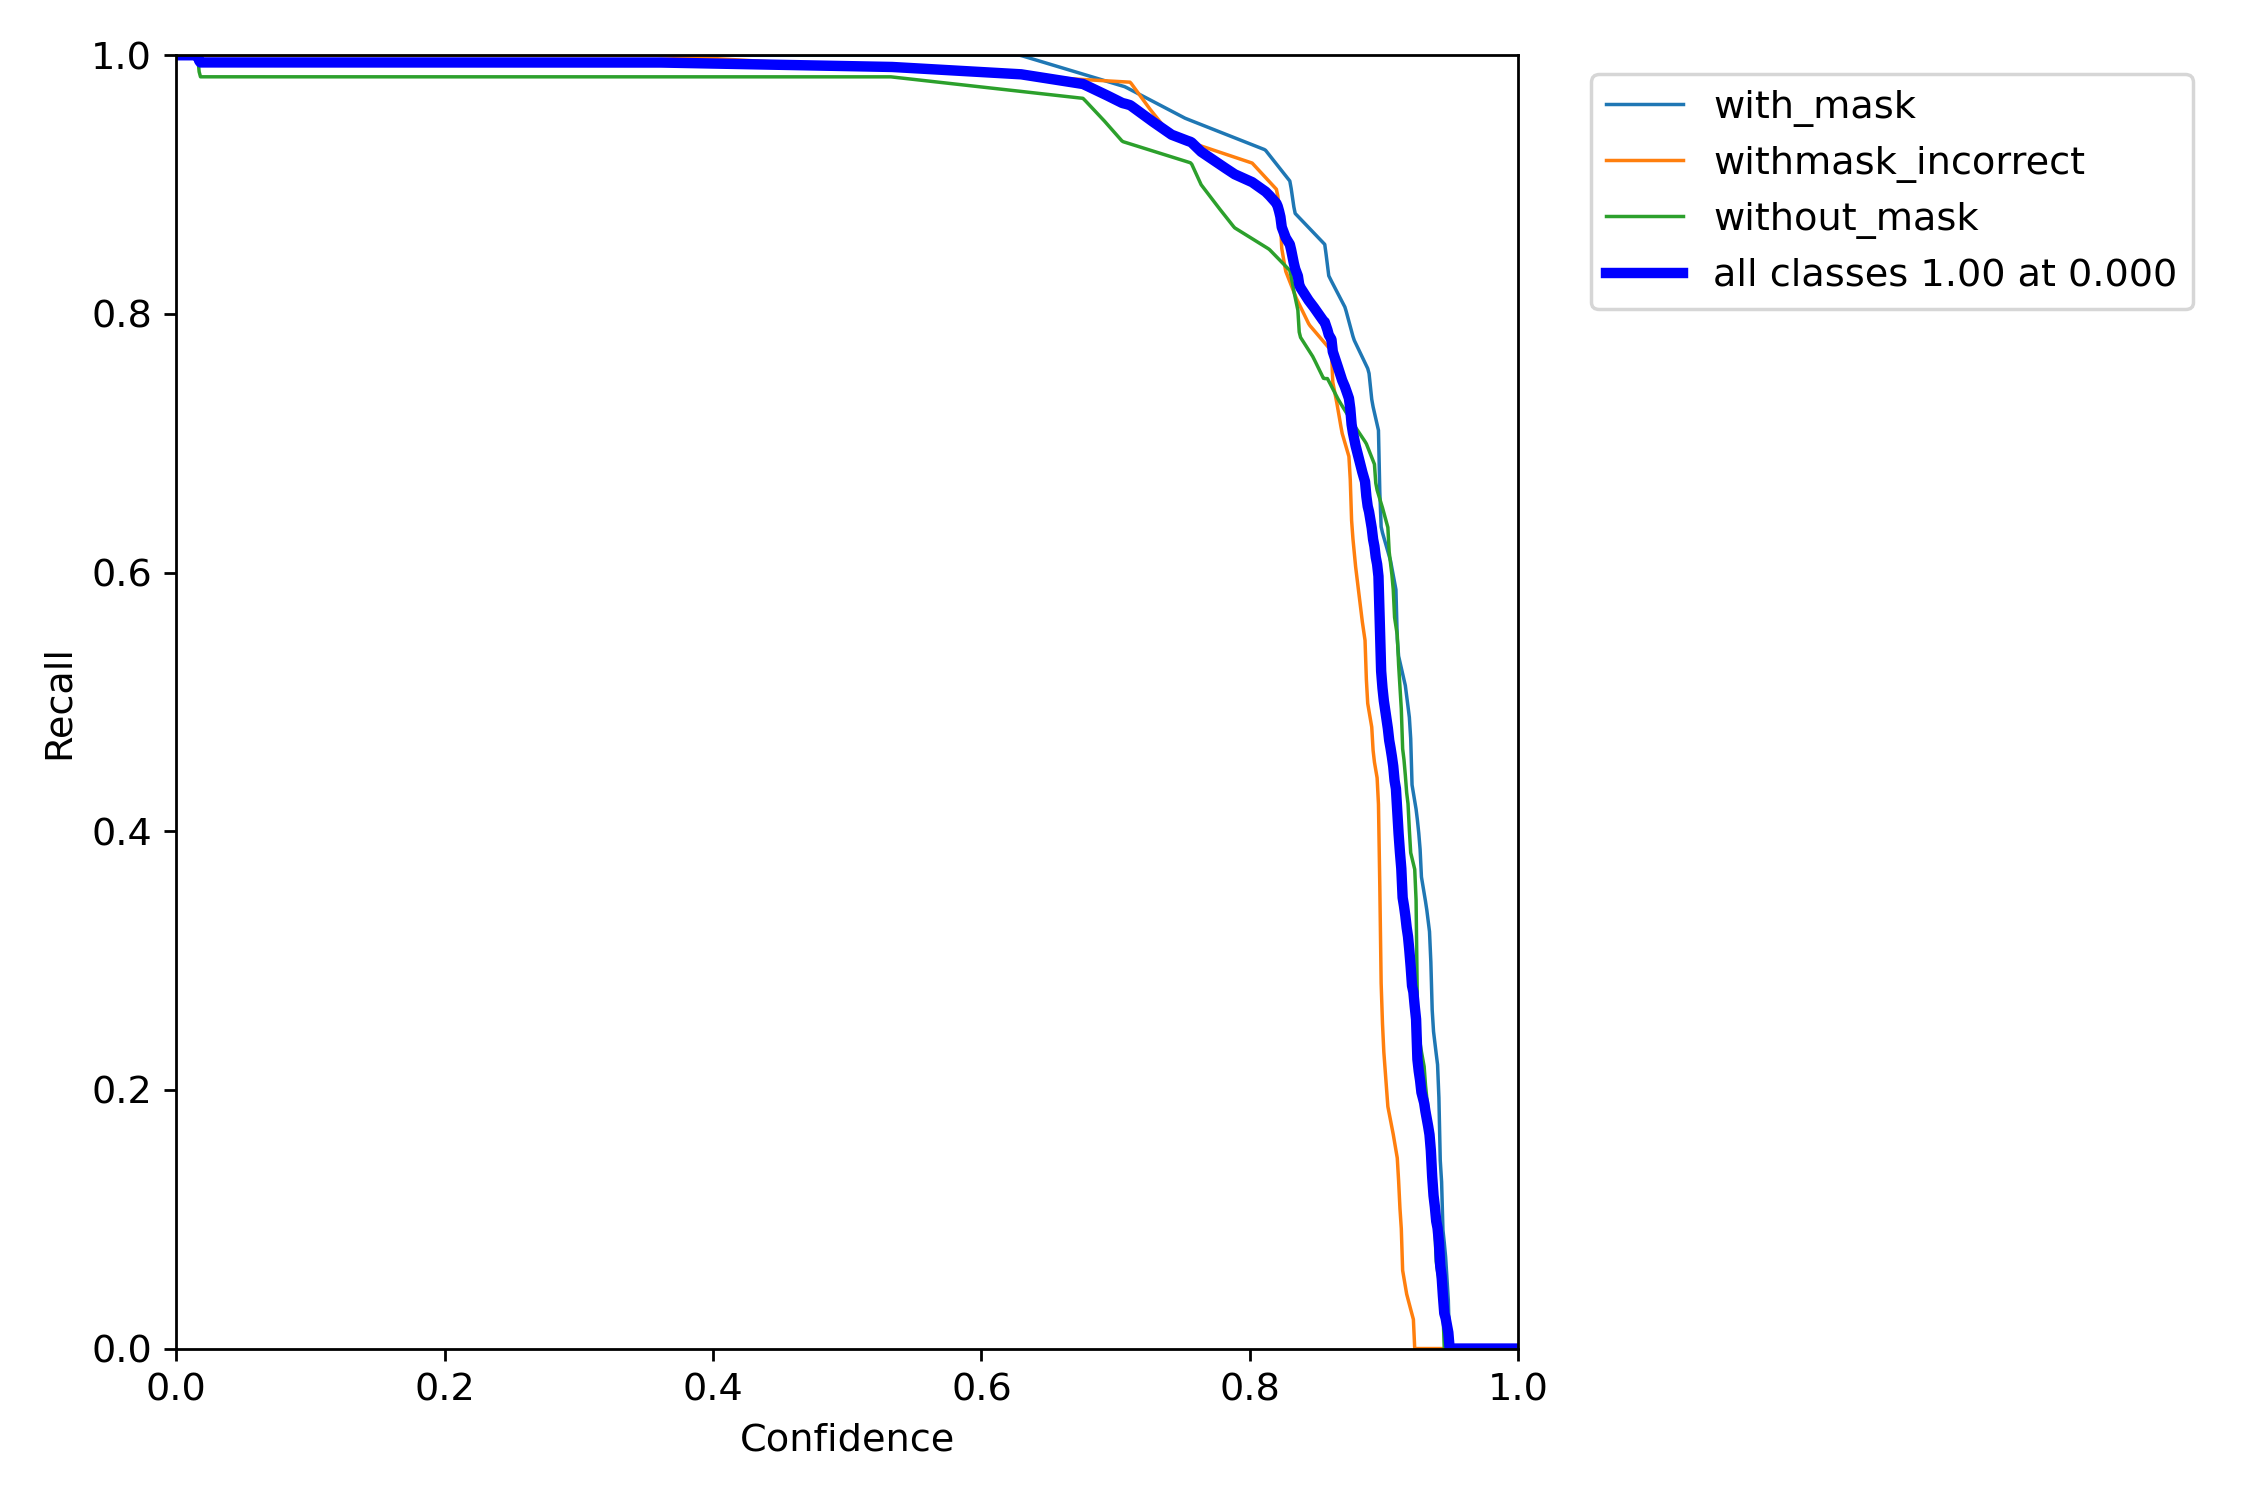 1.0
0.8
0.6
0.4
0.2
0.0
Recall
0.0 0.2 0.4 0.6 0.8 1.0
Confidence
with_mask
withmask_incorrect
without_mask
all classes 1.00 at 0.000